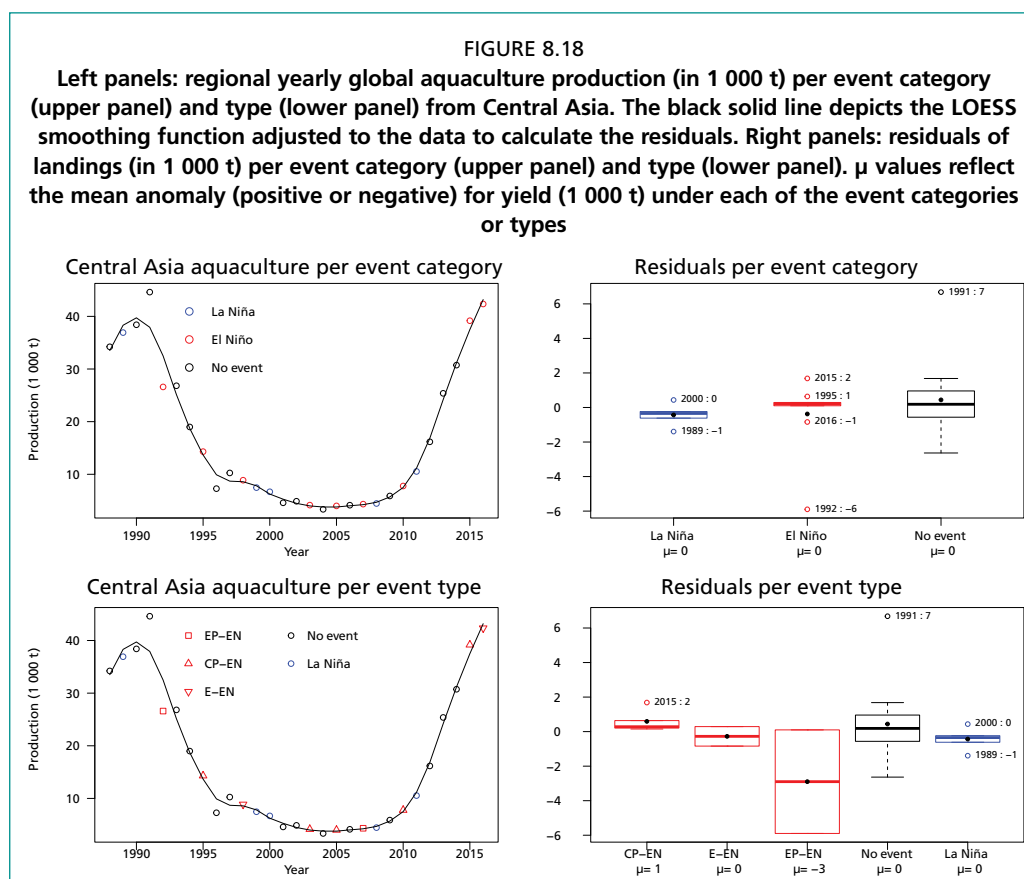 FIGURE 8.18
Left panels: regional yearly global aquaculture production (in 1 000 t) per event category
(upper panel) and type (lower panel) from Central Asia. The black solid line depicts the LOESS
smoothing function adjusted to the data to calculate the residuals. Right panels: residuals of
landings (in 1 000 t) per event category (upper panel) and type (lower panel). μ values reflect
the mean anomaly (positive or negative) for yield (1 000 t) under each of the event categories
or types
Central Asia aquaculture per event category
Production (1 000 t)
40
30
20
10
La Niña
El Niño
No event
1990 1995 2000 2005 2010 2015
Year
Residuals per event category
6
4
2
0
−2
−4
−6
1991 : 7
2015 : 2
2000 : 0
1995 : 1
1989 : −1
2016 : −1
1992 : −6
La Niña El Niño No event
μ= 0 μ= 0 μ= 0
Central Asia aquaculture per event type
Production (1 000 t)
40
30
20
10
EP−EN No event
CP−EN La Niña
E−EN
1990 1995 2000 2005 2010 2015
Year
Residuals per event type
6
4
2
0
−2
−4
−6
1991 : 7
2015 : 2
2000 : 0
1989 : −1
CP−EN E−EN EP−EN No event La Niña
μ= 1 μ= 0 μ= −3 μ= 0 μ= 0